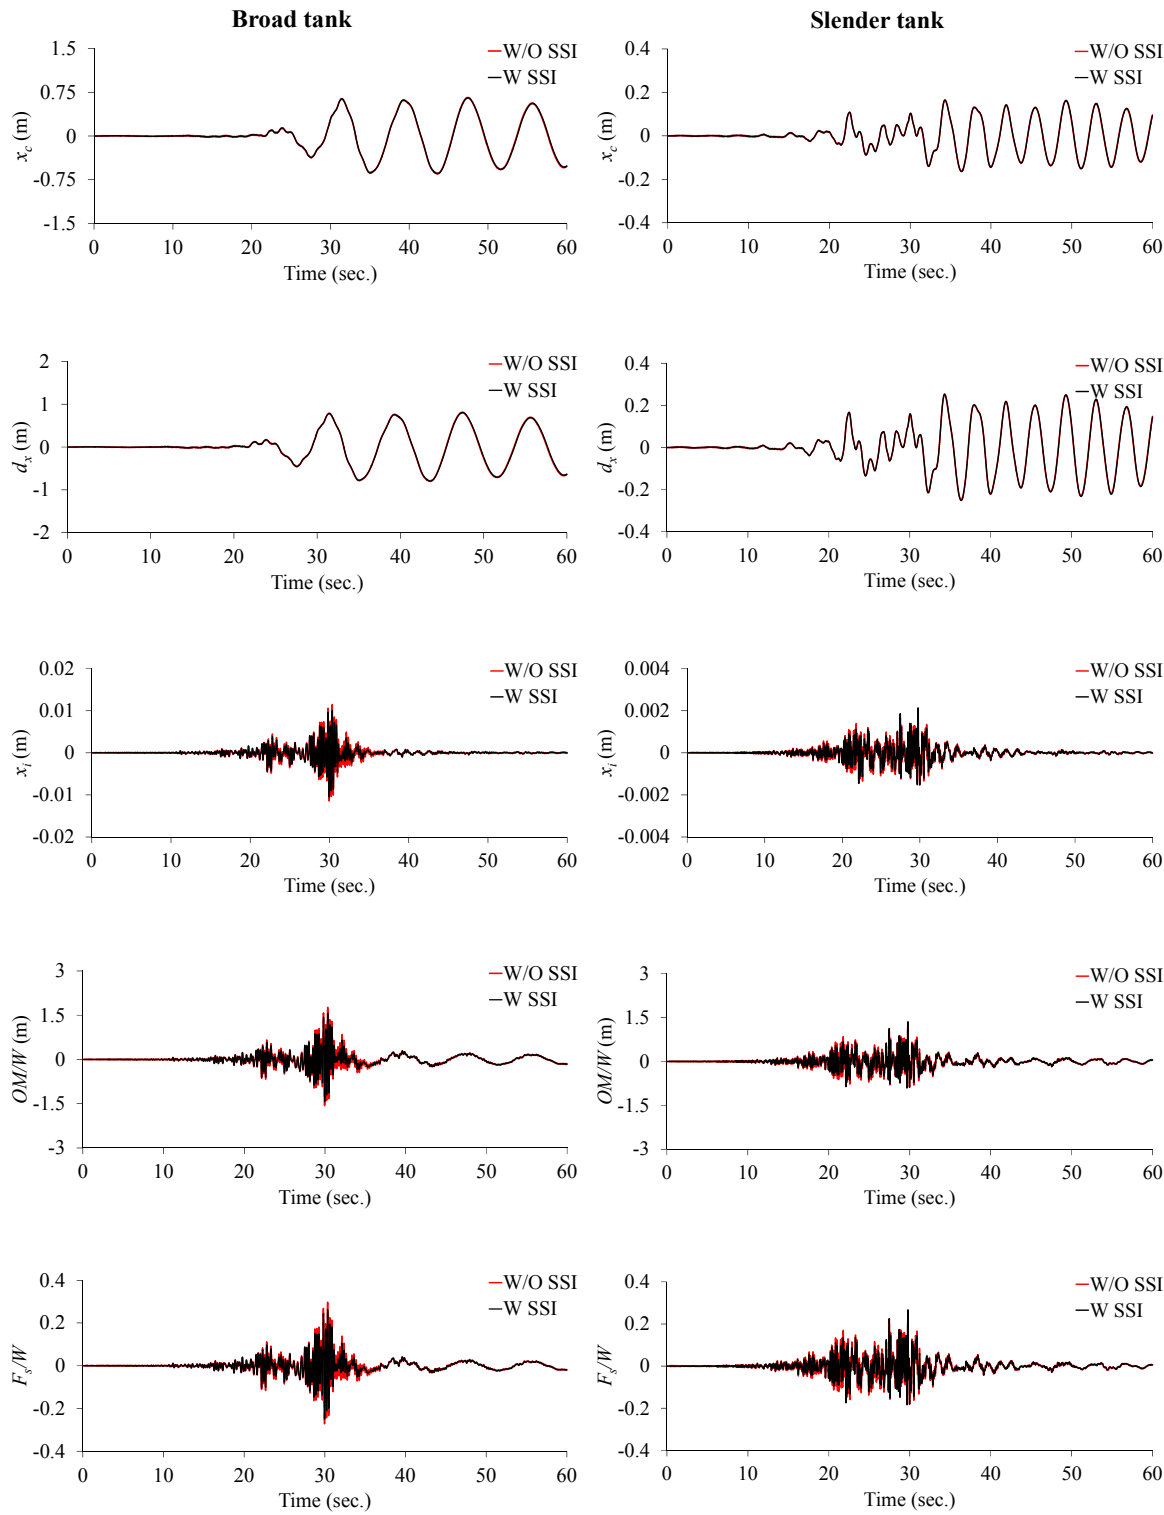 Broad tank
1.5
0.75
0
-0.75
-1.5
x_c (m)
W/O SSI
W SSI
0 10 20 30 40 50 60
Time (sec.)
Slender tank
0.4
0.2
0
-0.2
-0.4
x_c (m)
W/O SSI
W SSI
0 10 20 30 40 50 60
Time (sec.)
2
1
0
-1
-2
d_x (m)
W/O SSI
W SSI
0 10 20 30 40 50 60
Time (sec.)
0.4
0.2
0
-0.2
-0.4
d_x (m)
W/O SSI
W SSI
0 10 20 30 40 50 60
Time (sec.)
0.02
0.01
0
-0.01
-0.02
x_i (m)
W/O SSI
W SSI
0 10 20 30 40 50 60
Time (sec.)
0.004
0.002
0
-0.002
-0.004
x_i (m)
W/O SSI
W SSI
0 10 20 30 40 50 60
Time (sec.)
3
1.5
0
-1.5
-3
OM/W (m)
W/O SSI
W SSI
0 10 20 30 40 50 60
Time (sec.)
3
1.5
0
-1.5
-3
OM/W (m)
W/O SSI
W SSI
0 10 20 30 40 50 60
Time (sec.)
0.4
0.2
0
-0.2
-0.4
F_s/W
W/O SSI
W SSI
0 10 20 30 40 50 60
Time (sec.)
0.4
0.2
0
-0.2
-0.4
F_s/W
W/O SSI
W SSI
0 10 20 30 40 50 60
Time (sec.)